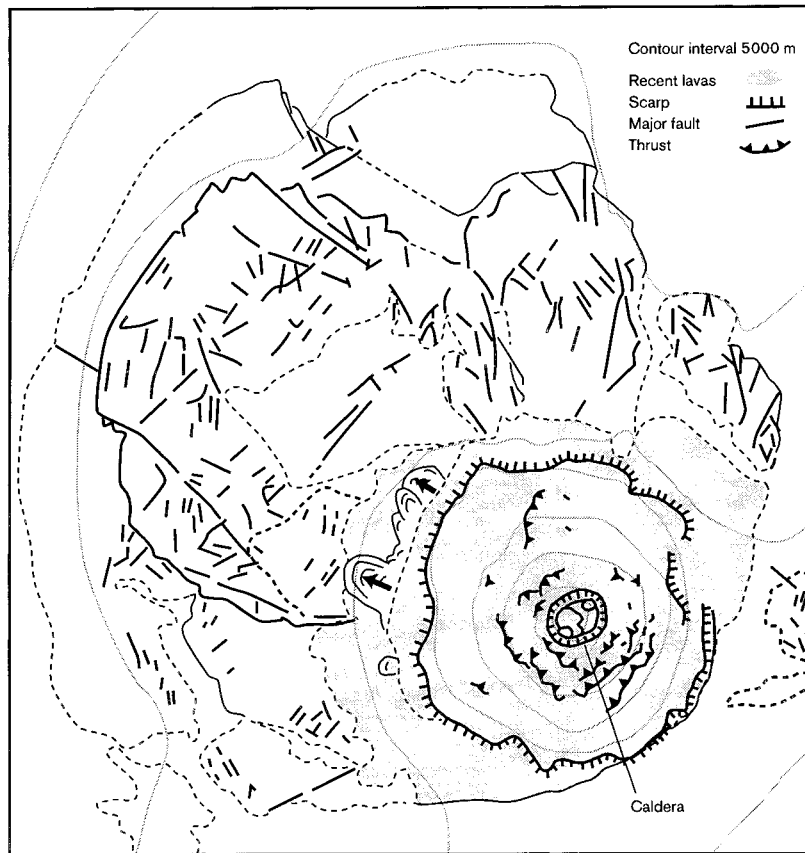 Contour interval 5000 m
Recent lavas
Scarp
Major fault
Thrust
Caldera